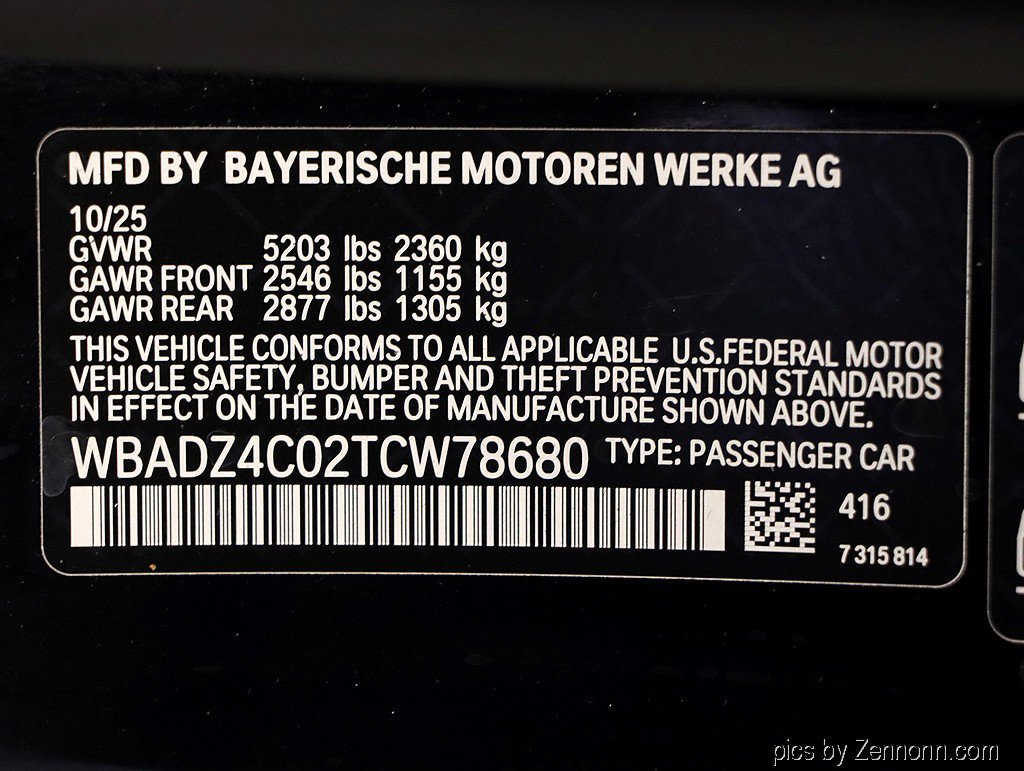 MFD BY BAYERISCHE MOTOREN WERKE AG
10/25
GVWR 5203 lbs 2360 kg
GAWR FRONT 2546 lbs 1155 kg
GAWR REAR 2877 lbs 1305 kg
THIS VEHICLE CONFORMS TO ALL APPLICABLE U.S.FEDERAL MOTOR
VEHICLE SAFETY, BUMPER AND THEFT PREVENTION STANDARDS
IN EFFECT ON THE DATE OF MANUFACTURE SHOWN ABOVE.
WBADZ4C02TCW78680 TYPE: PASSENGER CAR
416
7 315 814
pics by Zennonn.com